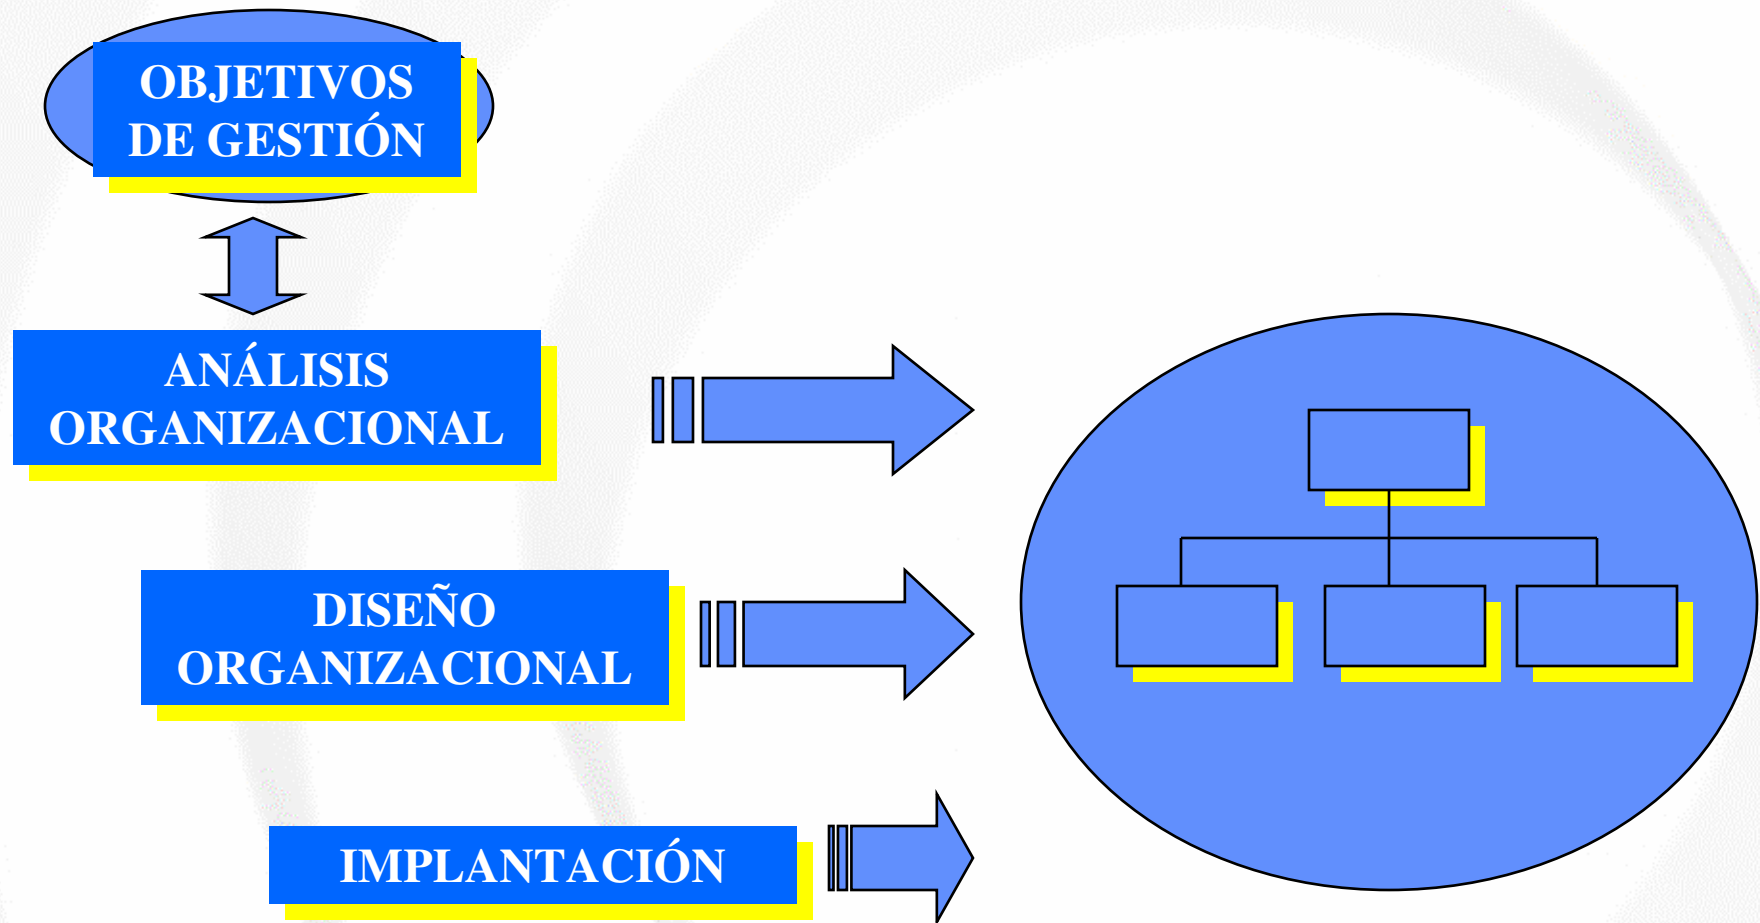 OBJETIVOS
DE GESTIÓN
ANÁLISIS
ORGANIZACIONAL
DISEÑO
ORGANIZACIONAL
IMPLANTACIÓN